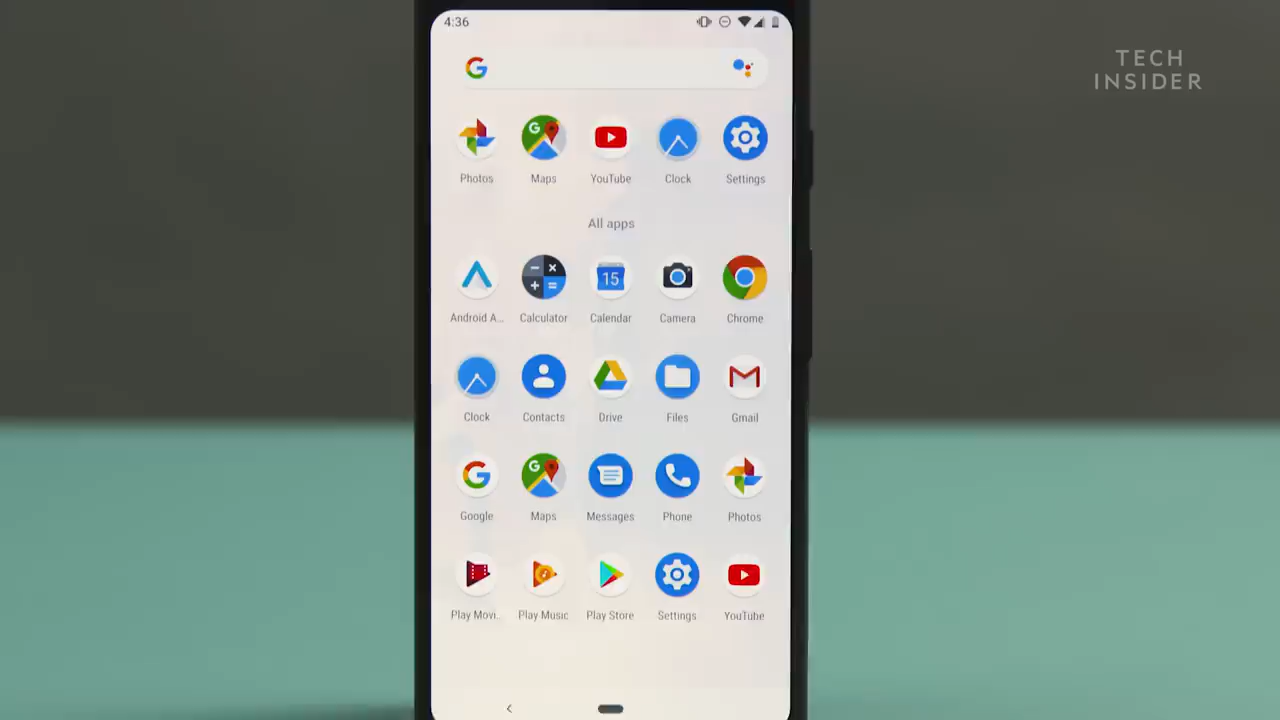 4:36
TECH
INSIDER
G
Photos
Maps
YouTube
Clock
Settings
All apps
Android A...
Calculator
15
Calendar
Camera
Chrome
Clock
Contacts
Drive
Files
Gmail
Google
Maps
Messages
Phone
Photos
Play Movi..
Play Music
Play Store
Settings
YouTube